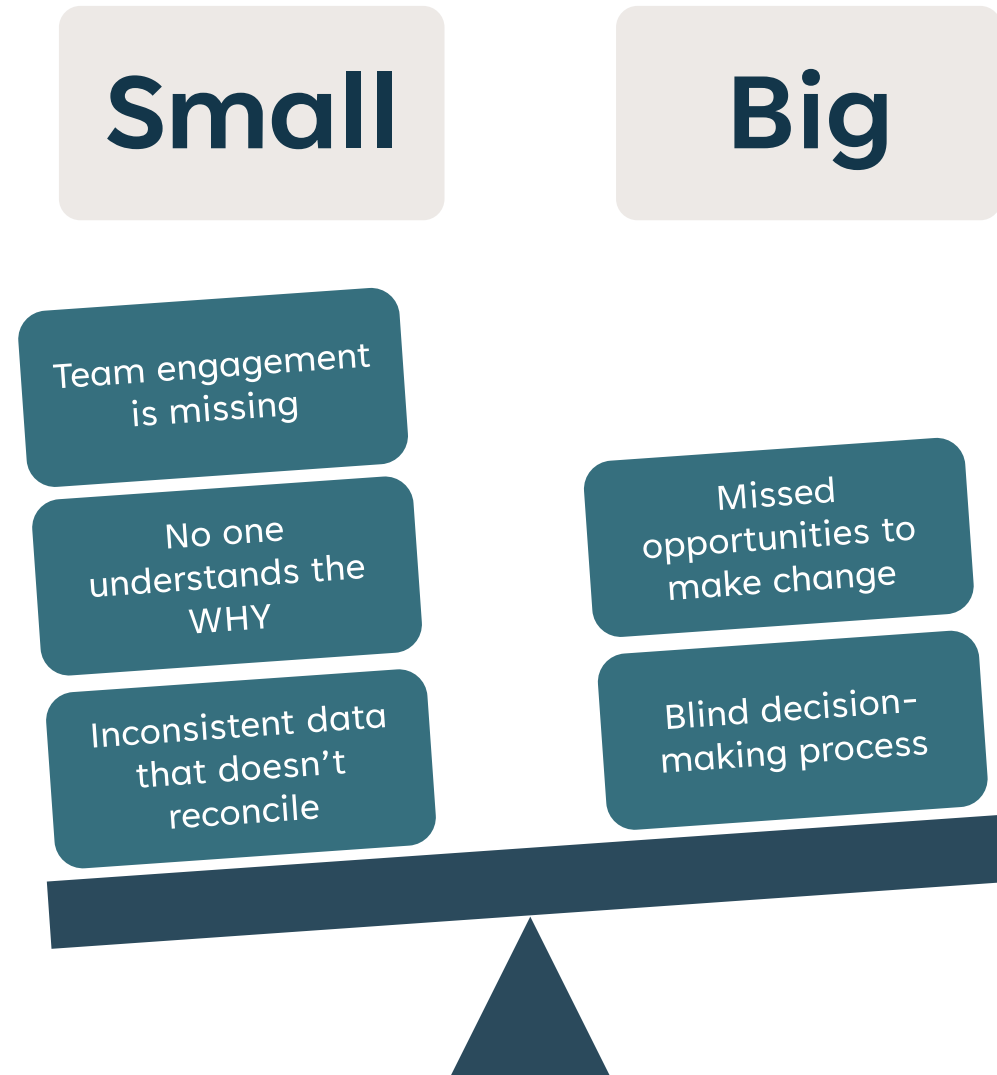 Small
Big
Team engagement
is missing
No one
understands the
WHY
Inconsistent data
that doesn’t
reconcile
Missed
opportunities to
make change
Blind decision-
making process